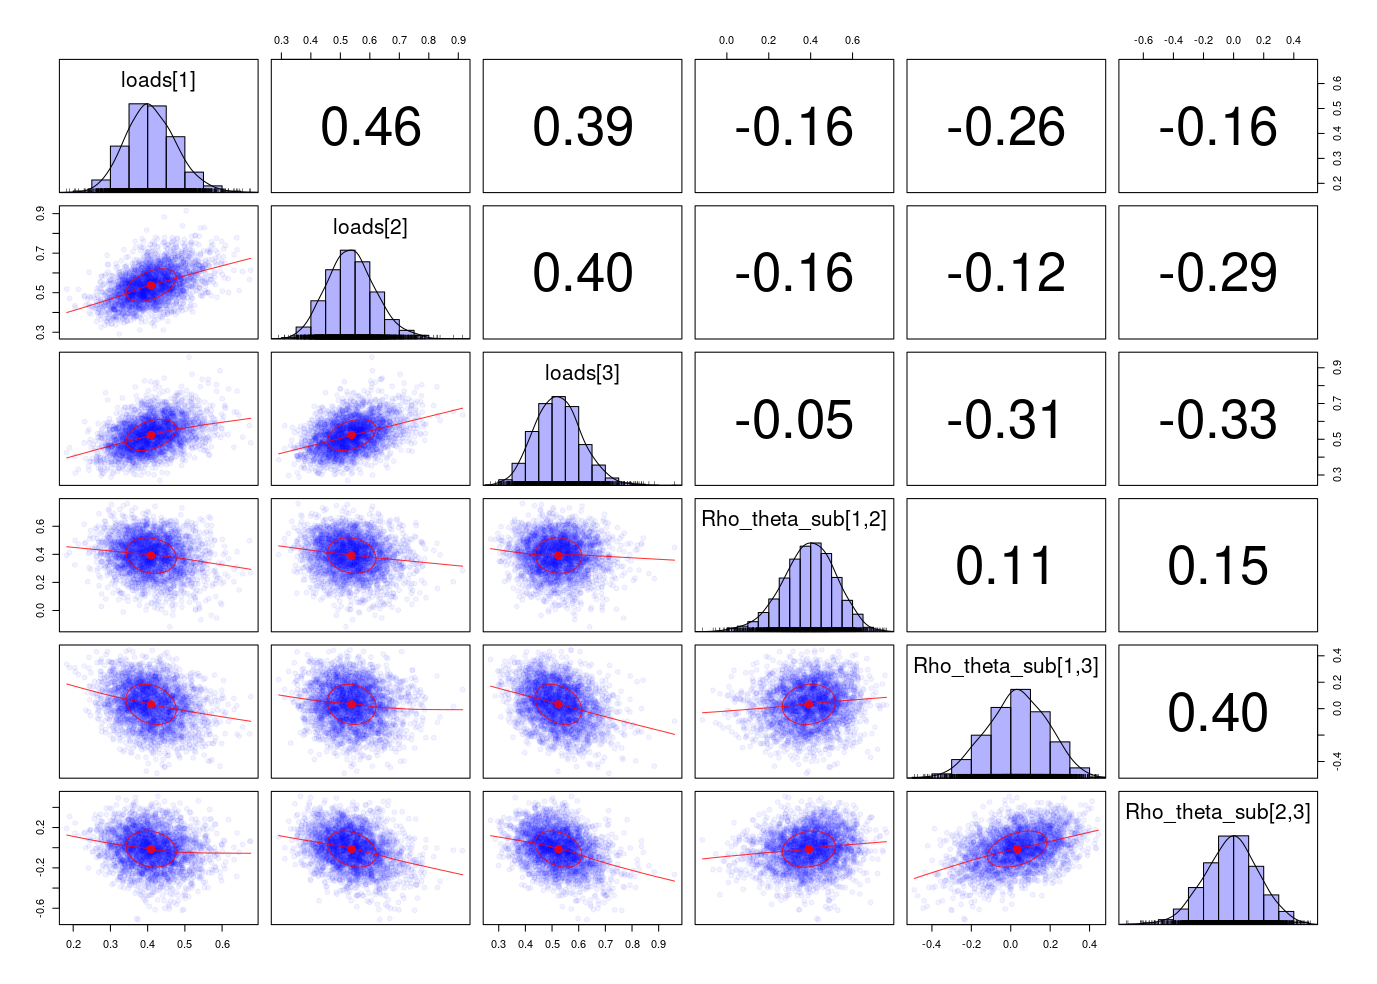 0.3 0.4 0.5 0.6 0.7 0.8 0.9
0.0 0.2 0.4 0.6
-0.6 -0.4 -0.2 0.0 0.2 0.4
loads[1]
0.46
0.39
-0.16
-0.26
-0.16
0.2 0.3 0.4 0.5 0.6
0.3 0.5 0.7 0.9
loads[2]
0.40
-0.16
-0.12
-0.29
loads[3]
-0.05
-0.31
-0.33
0.3 0.5 0.7 0.9
0.0 0.2 0.4 0.6
Rho_theta_sub[1,2]
0.11
0.15
Rho_theta_sub[1,3]
0.40
-0.4 0.0 0.2 0.4
-0.6 -0.2 0.2
Rho_theta_sub[2,3]
0.2 0.3 0.4 0.5 0.6
0.3 0.4 0.5 0.6 0.7 0.8 0.9
-0.4 -0.2 0.0 0.2 0.4